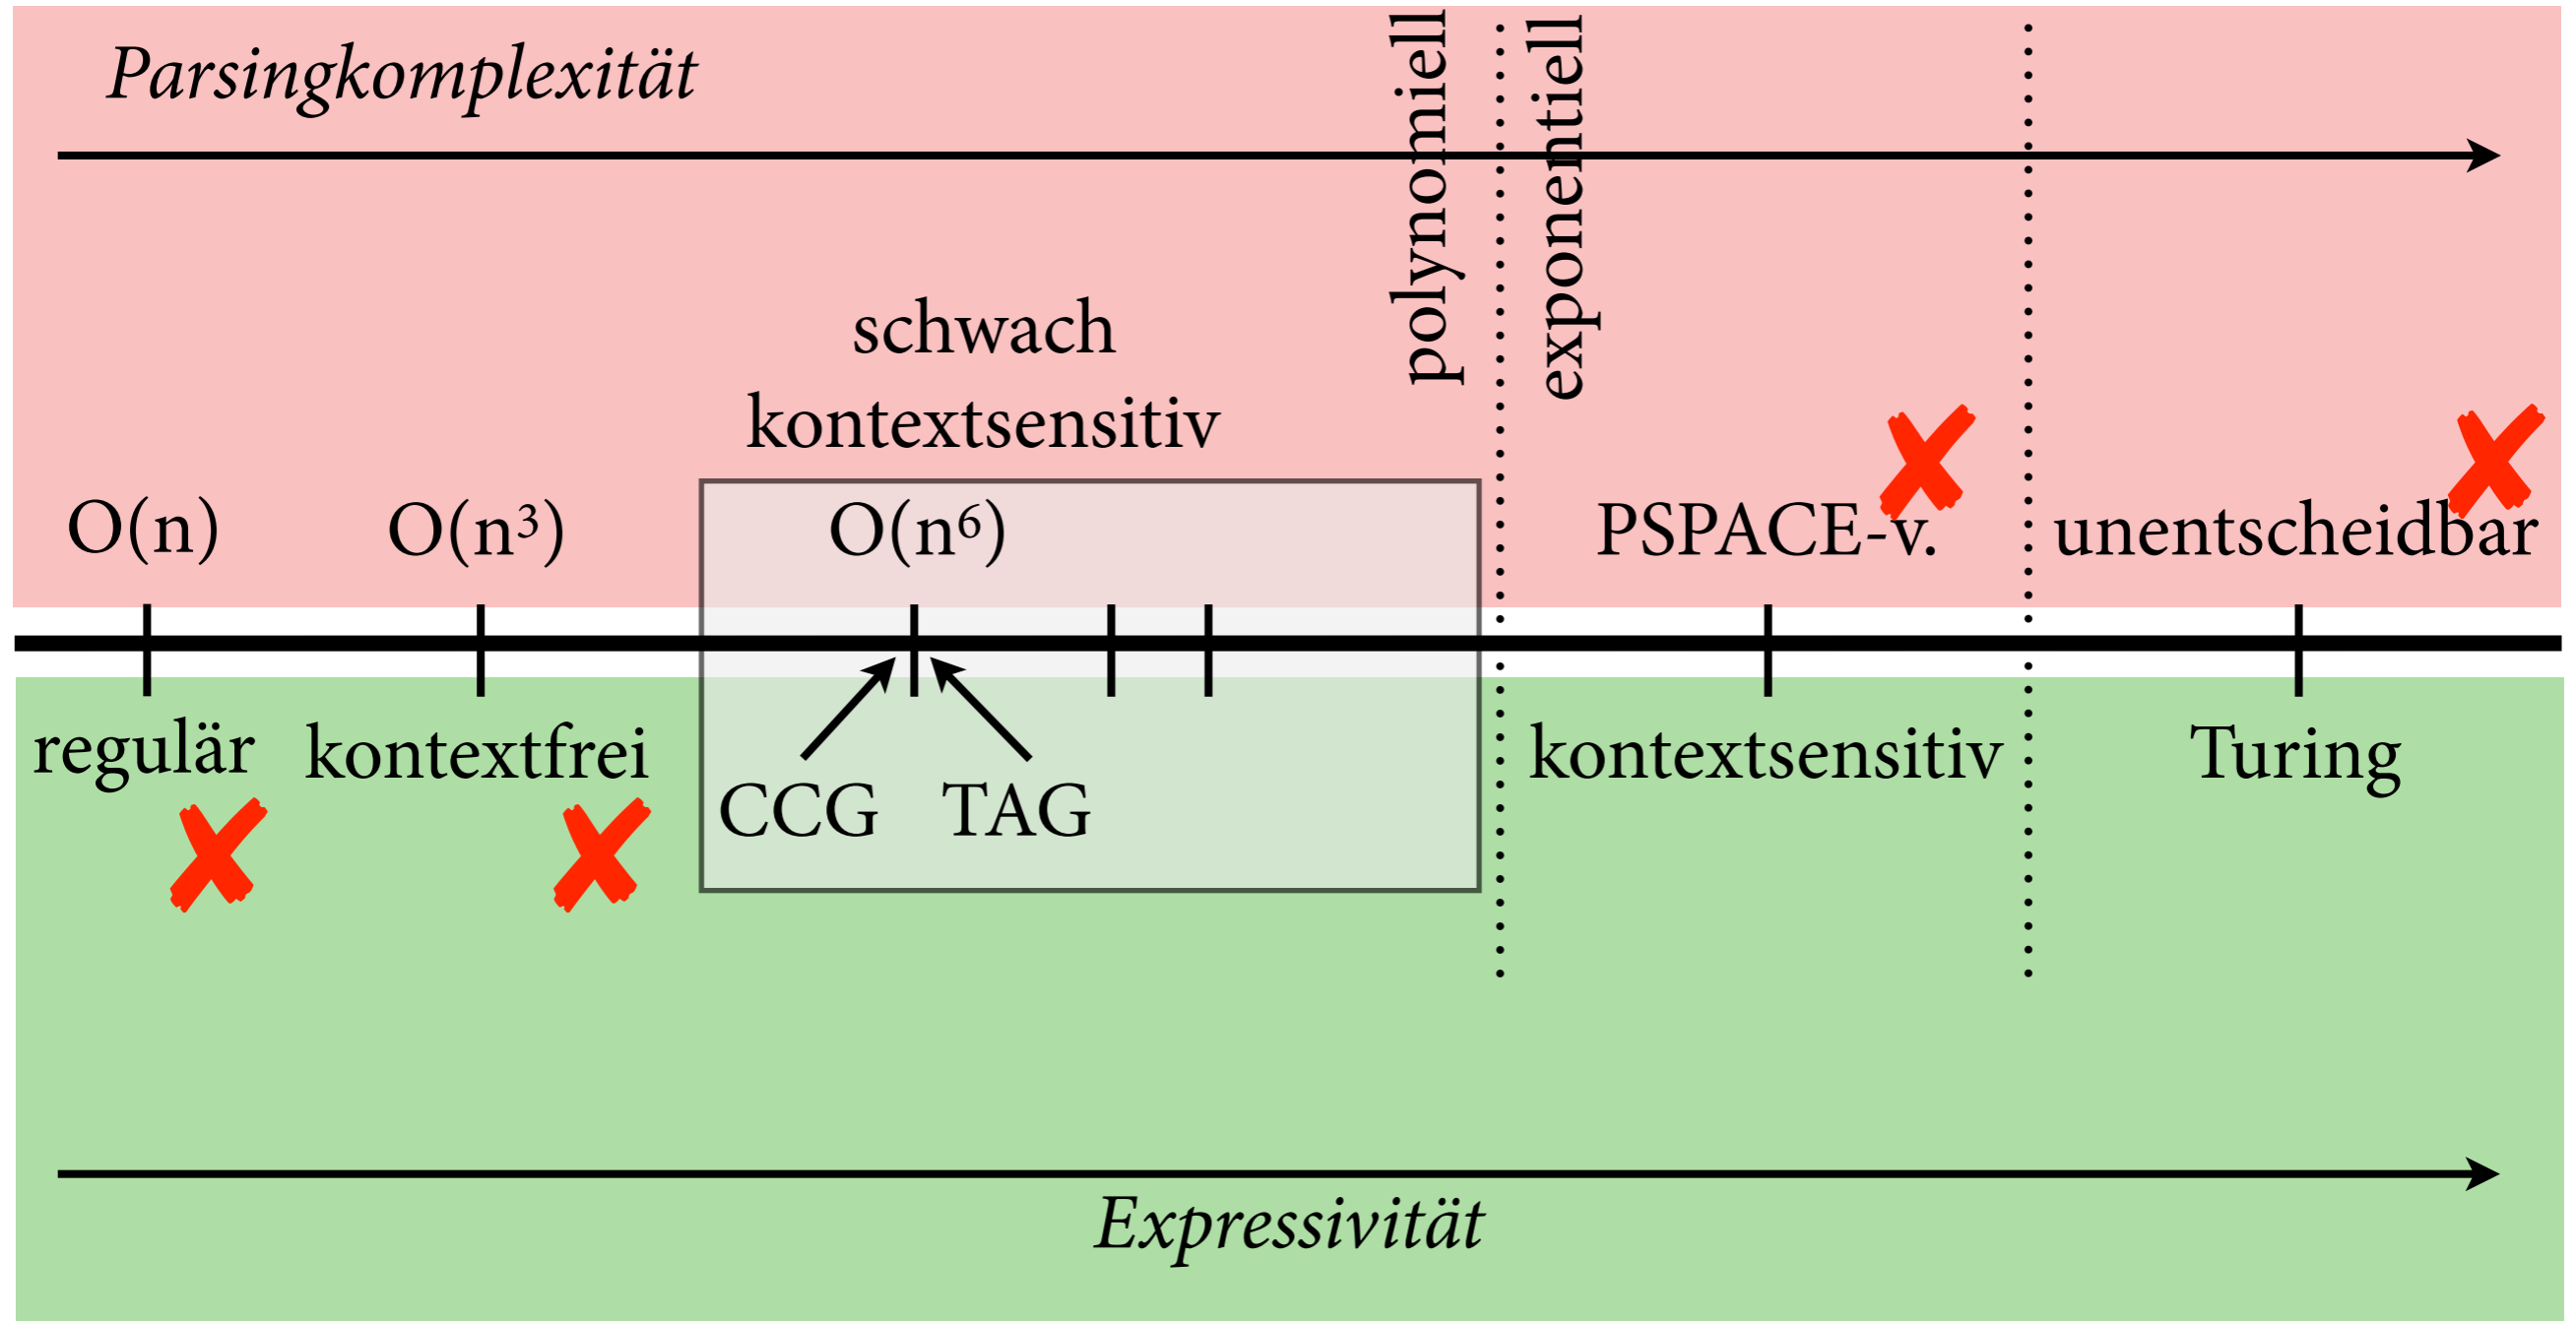 Parsingkomplexität
polynomiell
exponentiell
schwach
kontextsensitiv
O(n)
O(n³)
O(n⁶)
PSPACE-v.
unentscheidbar
regulär
kontextfrei
kontextsensitiv
Turing
CCG
TAG
Expressivität